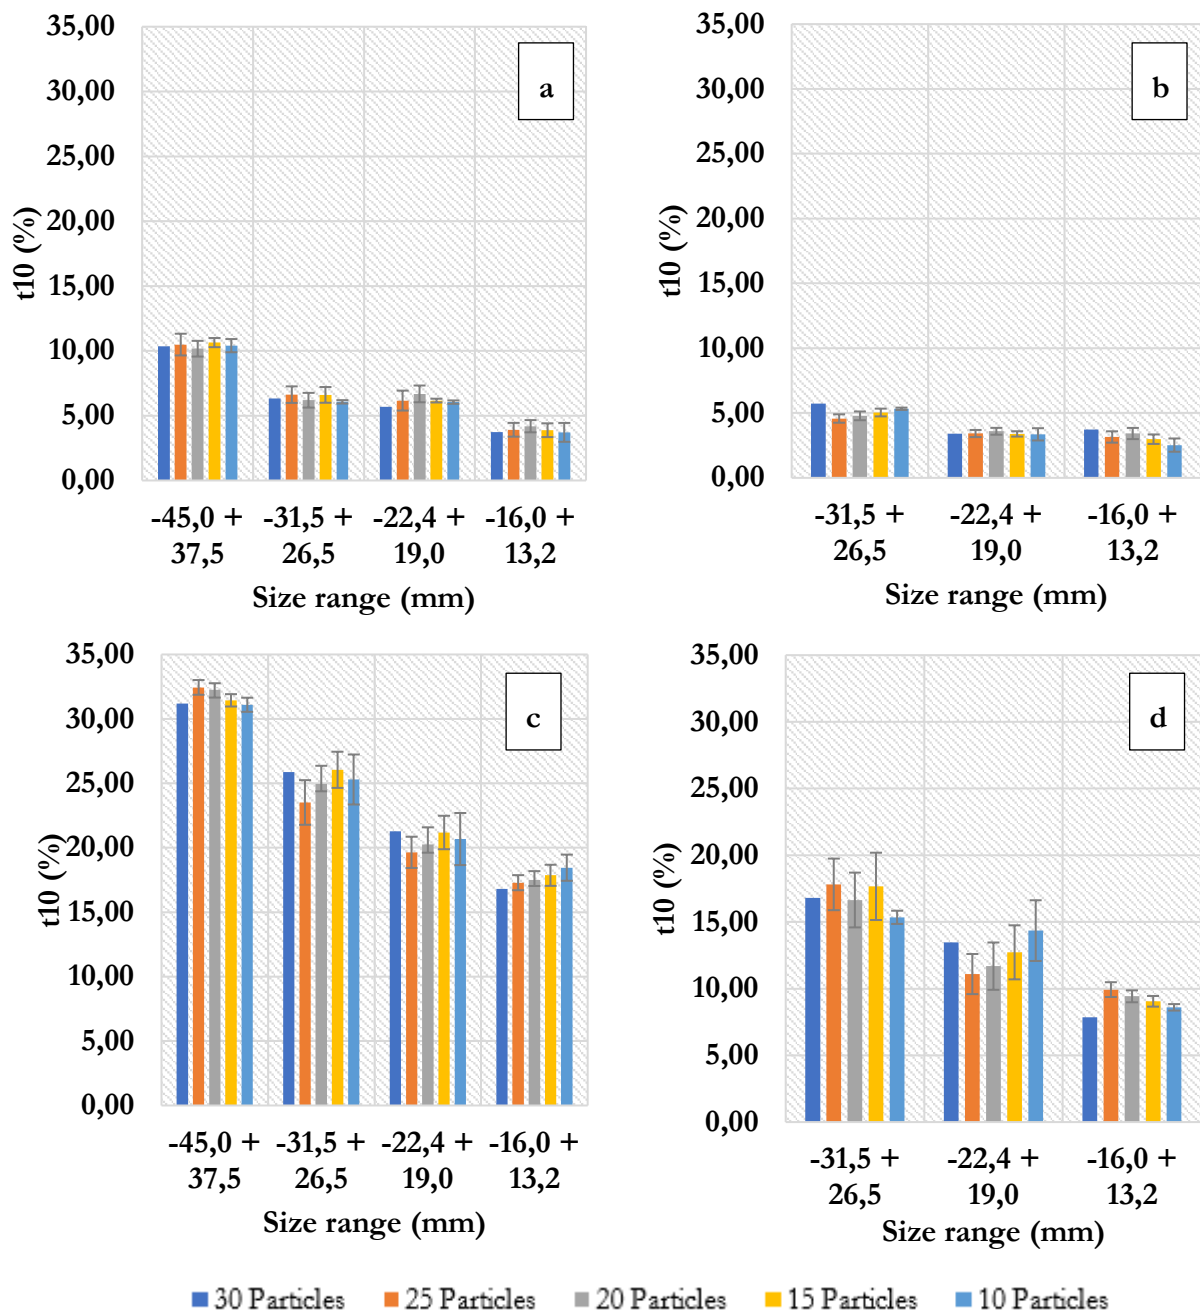 35,00
30,00
25,00
20,00
15,00
10,00
5,00
0,00
t10 (%)
a
-45,0 + -31,5 + -22,4 + -16,0 +
37,5 26,5 19,0 13,2
Size range (mm)
35,00
30,00
25,00
20,00
15,00
10,00
5,00
0,00
t10 (%)
b
-31,5 + -22,4 + -16,0 +
26,5 19,0 13,2
Size range (mm)
35,00
30,00
25,00
20,00
15,00
10,00
5,00
0,00
t10 (%)
c
-45,0 + -31,5 + -22,4 + -16,0 +
37,5 26,5 19,0 13,2
Size range (mm)
35,00
30,00
25,00
20,00
15,00
10,00
5,00
0,00
t10 (%)
d
-31,5 + -22,4 + -16,0 +
26,5 19,0 13,2
Size range (mm)
30 Particles 25 Particles 20 Particles 15 Particles 10 Particles